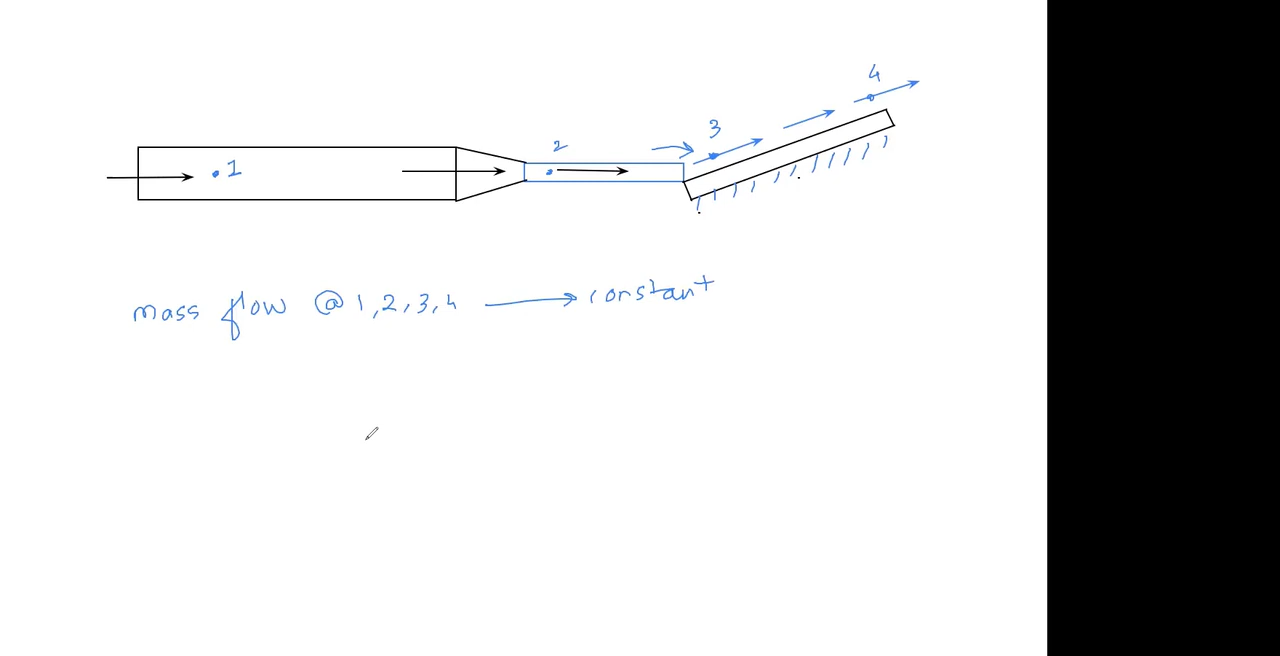 4
3
2
1
mass flow @ 1,2,3,4 → constant